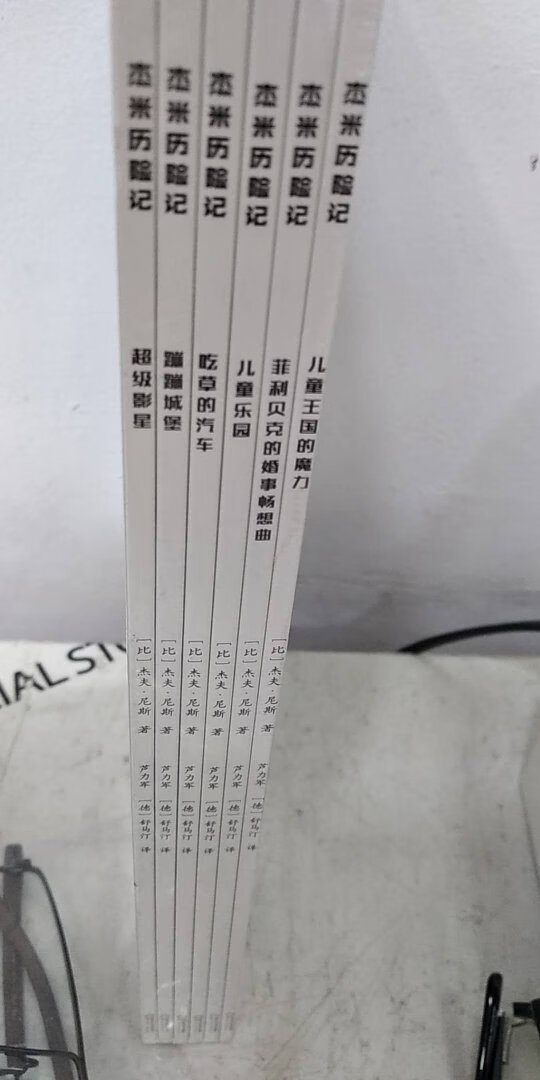 杰米历险记
超级影星
[比]杰夫·尼斯 著
芦力军 [德]舒马汀 译
杰米历险记
蹦蹦城堡
[比]杰夫·尼斯 著
芦力军 [德]舒马汀 译
杰米历险记
吃草的汽车
[比]杰夫·尼斯 著
芦力军 [德]舒马汀 译
杰米历险记
儿童乐园
[比]杰夫·尼斯 著
芦力军 [德]舒马汀 译
杰米历险记
菲利贝克的婚事畅想曲
[比]杰夫·尼斯 著
芦力军 [德]舒马汀 译
杰米历险记
儿童王国的魔力
[比]杰夫·尼斯 著
芦力军 [德]舒马汀 译